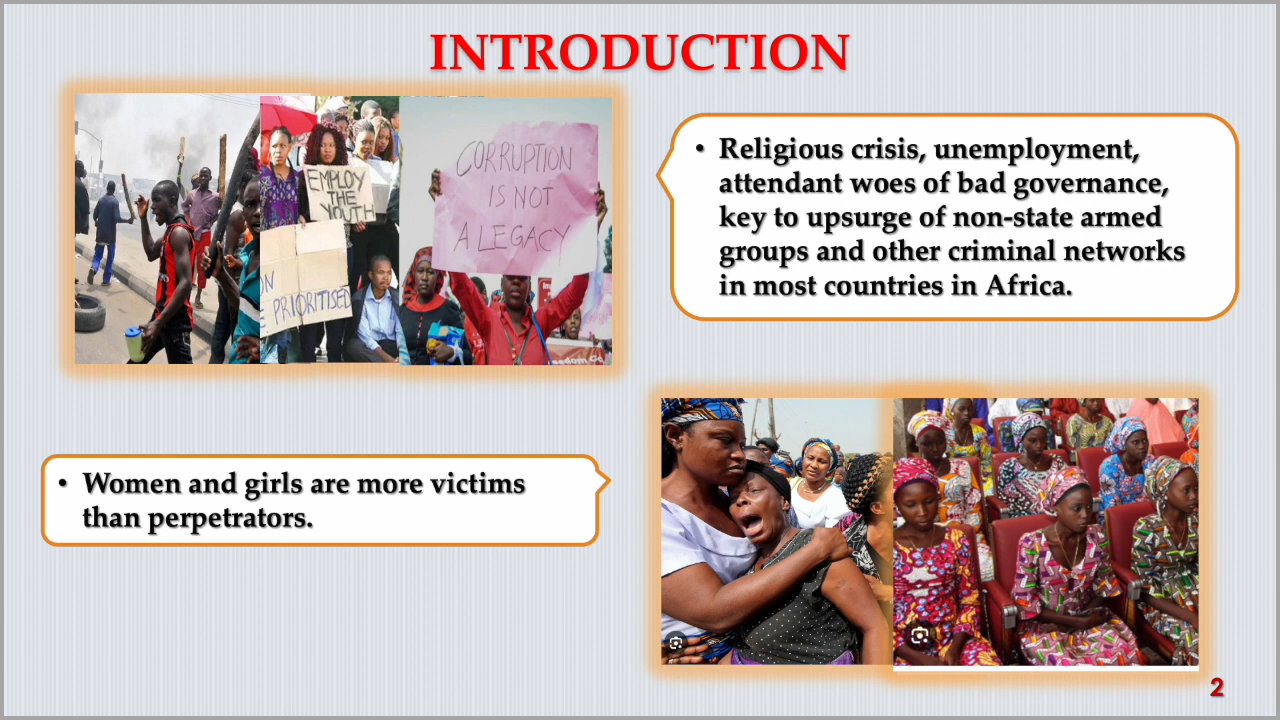 INTRODUCTION
EMPLOY
THE
YOUTH
PRIORITISED
CORRUPTION
IS NOT
A LEGACY
• Religious crisis, unemployment,
attendant woes of bad governance,
key to upsurge of non-state armed
groups and other criminal networks
in most countries in Africa.
• Women and girls are more victims
than perpetrators.
2